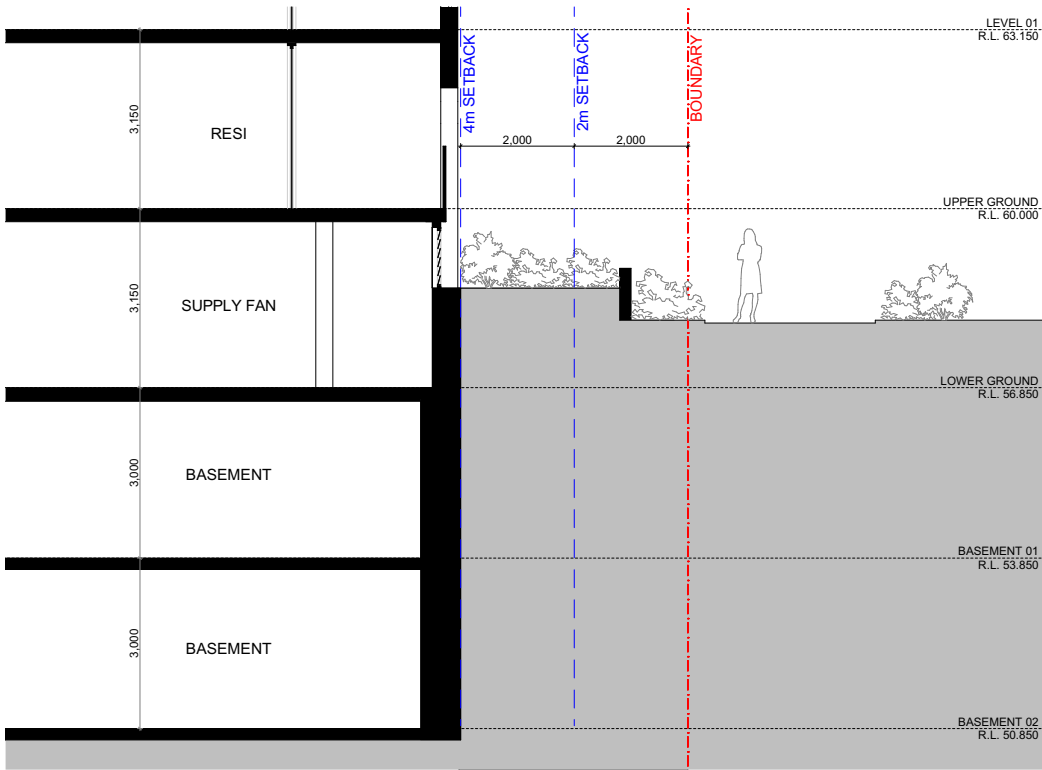 LEVEL 01
R.L. 63.150
4m SETBACK
2m SETBACK
BOUNDARY
3,150
RESI
2,000
2,000
UPPER GROUND
R.L. 60.000
3,150
SUPPLY FAN
LOWER GROUND
R.L. 56.850
3,000
BASEMENT
BASEMENT 01
R.L. 53.850
3,000
BASEMENT
BASEMENT 02
R.L. 50.850